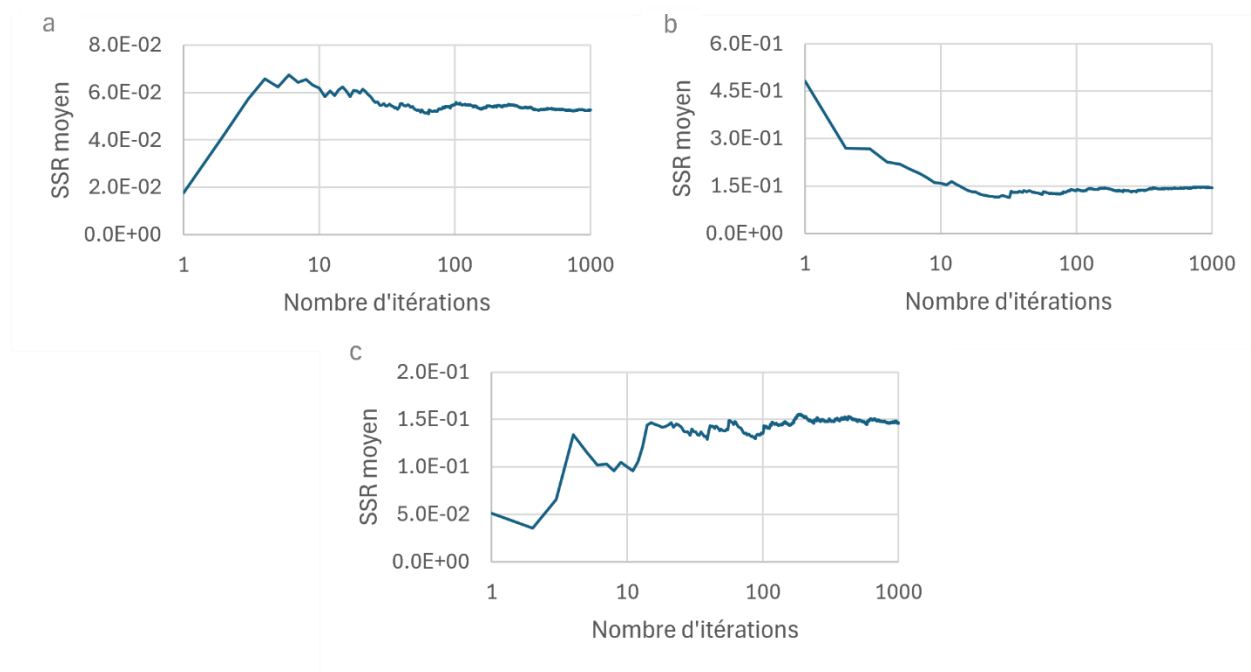 a
8.0E-02
6.0E-02
4.0E-02
2.0E-02
0.0E+00
SSR moyen
1 10 100 1000
Nombre d'itérations
b
6.0E-01
4.5E-01
3.0E-01
1.5E-01
0.0E+00
SSR moyen
1 10 100 1000
Nombre d'itérations
c
2.0E-01
1.5E-01
1.0E-01
5.0E-02
0.0E+00
SSR moyen
1 10 100 1000
Nombre d'itérations